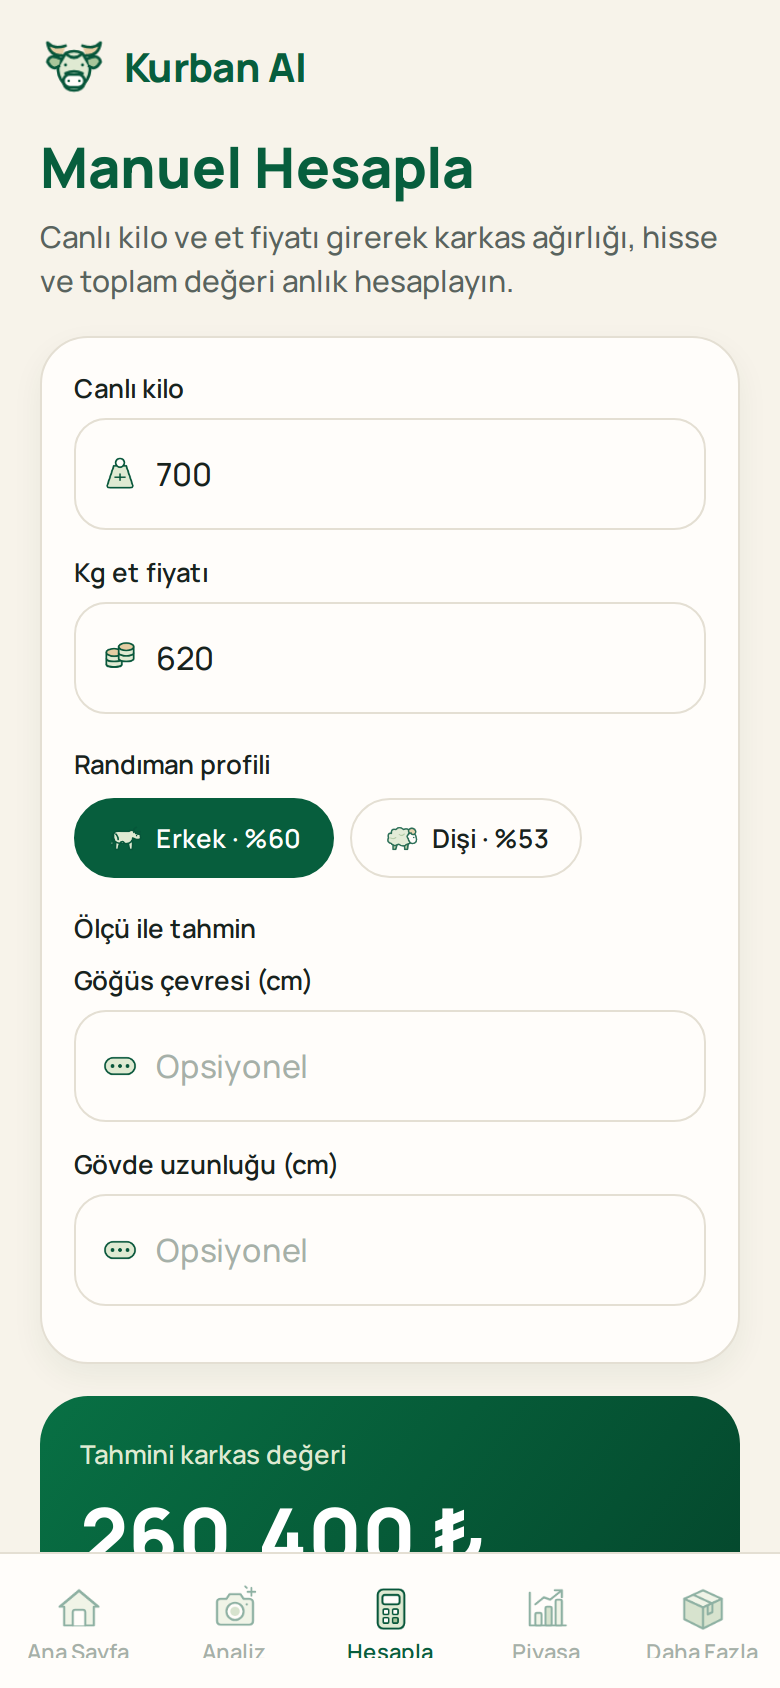 Kurban AI
Manuel Hesapla
Canlı kilo ve et fiyatı girerek karkas ağırlığı, hisse
ve toplam değeri anlık hesaplayın.
Canlı kilo
700
Kg et fiyatı
620
Randıman profili
Erkek · %60
Dişi · %53
Ölçü ile tahmin
Göğüs çevresi (cm)
Opsiyonel
Gövde uzunluğu (cm)
Opsiyonel
Tahmini karkas değeri
260.400 ₺
Ana Sayfa
Analiz
Hesapla
Piyasa
Daha Fazla